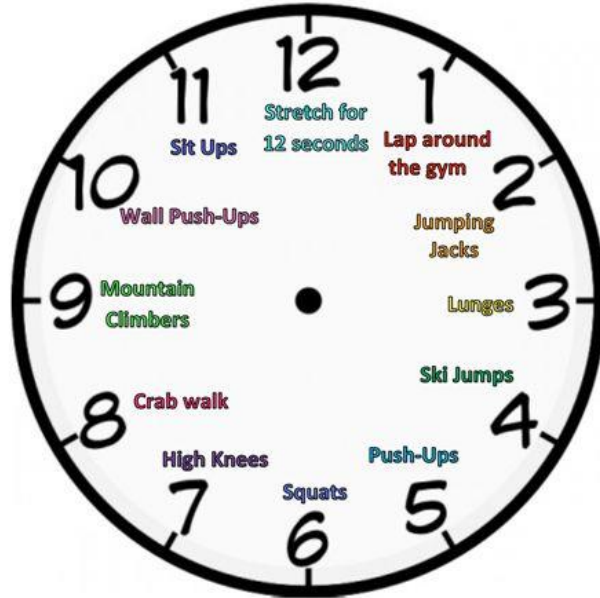 12
Stretch for
12 seconds
1
Lap around
the gym
2
Jumping
Jacks
3
Lunges
4
Ski Jumps
5
Push-Ups
6
Squats
7
High Knees
8
Crab walk
9
Mountain
Climbers
10
Wall Push-Ups
11
Sit Ups